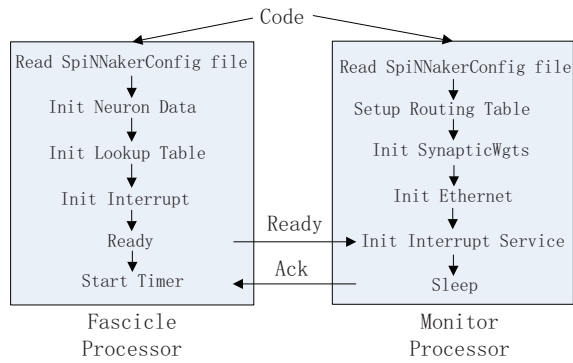 Code
Read SpiNNakerConfig file
Init Neuron Data
Init Lookup Table
Init Interrupt
Ready
Start Timer
Fascicle
Processor
Ready
Ack
Read SpiNNakerConfig file
Setup Routing Table
Init SynapticWgts
Init Ethernet
Init Interrupt Service
Sleep
Monitor
Processor